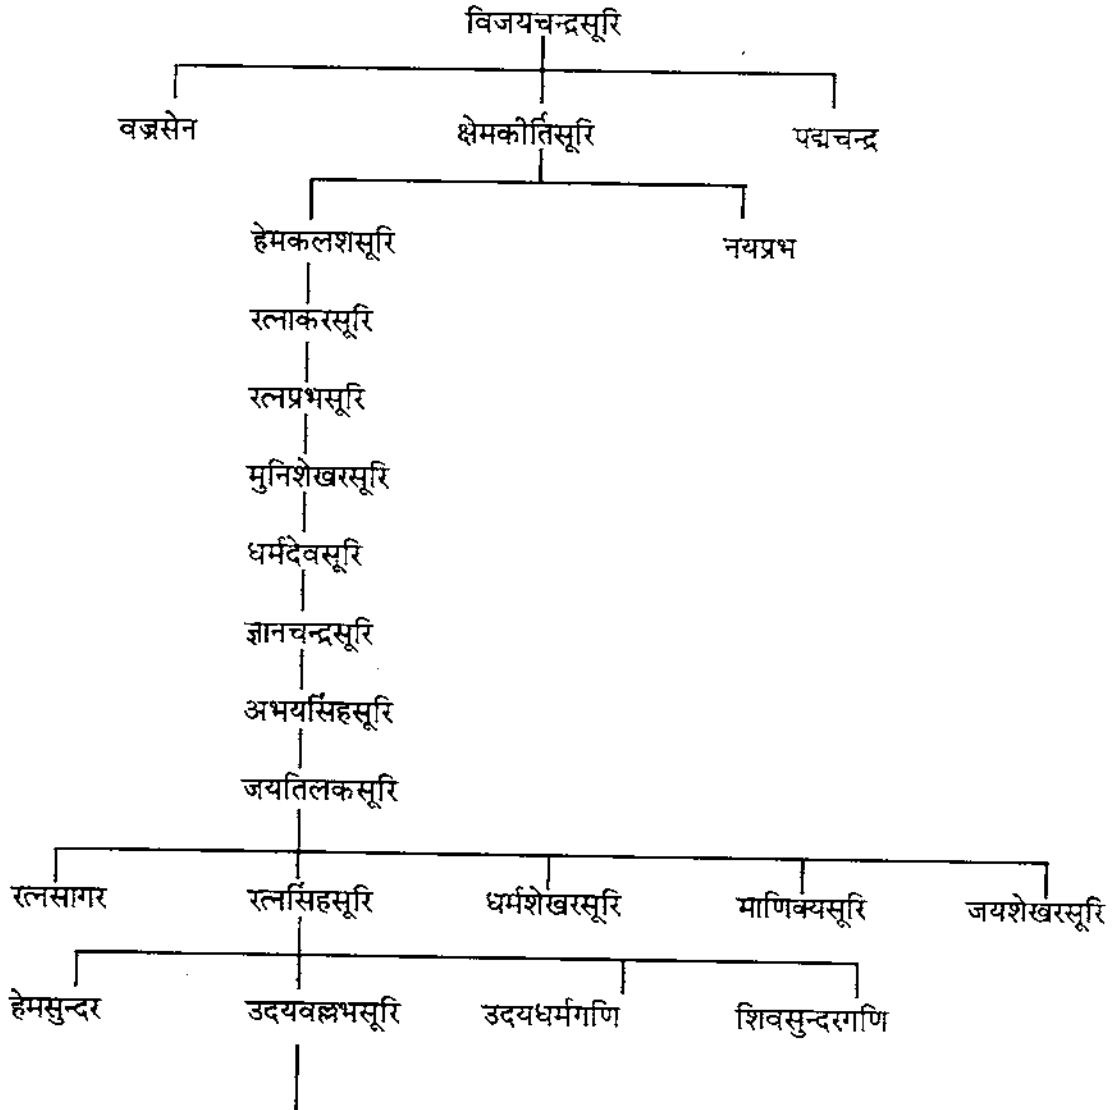 विजयचन्द्रसूरि
वज्रसेन क्षेमकीर्तिसूरि पद्मचन्द्र
हेमकलशसूरि नयप्रभ
रत्नाकरसूरि
रत्नप्रभसूरि
मुनिशेखरसूरि
धर्मदेवसूरि
ज्ञानचन्द्रसूरि
अभयसिंहसूरि
जयतिलकसूरि
रत्नसागर रत्नसिंहसूरि धर्मशेखरसूरि माणिक्यसूरि जयशेखरसूरि
हेमसुन्दर उदयवल्लभसूरि उदयधर्मगणि शिवसुन्दरगणि